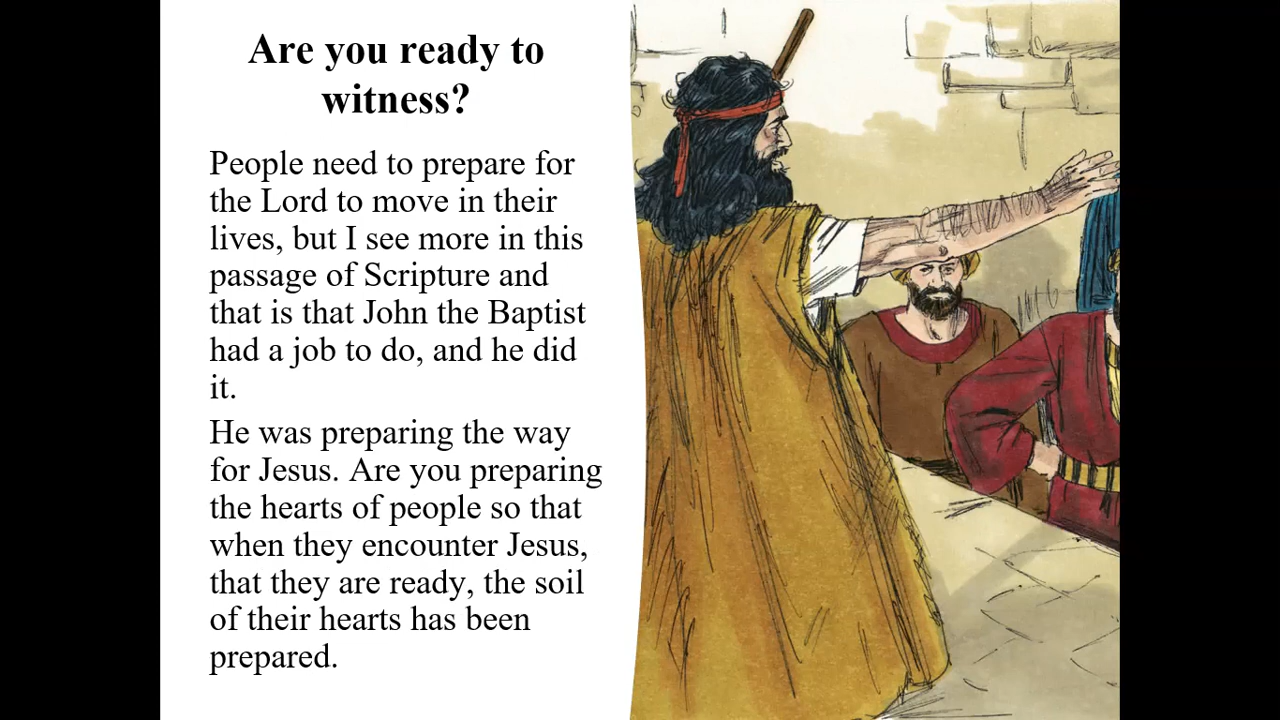 Are you ready to
witness?
People need to prepare for
the Lord to move in their
lives, but I see more in this
passage of Scripture and
that is that John the Baptist
had a job to do, and he did
it.
He was preparing the way
for Jesus. Are you preparing
the hearts of people so that
when they encounter Jesus,
that they are ready, the soil
of their hearts has been
prepared.